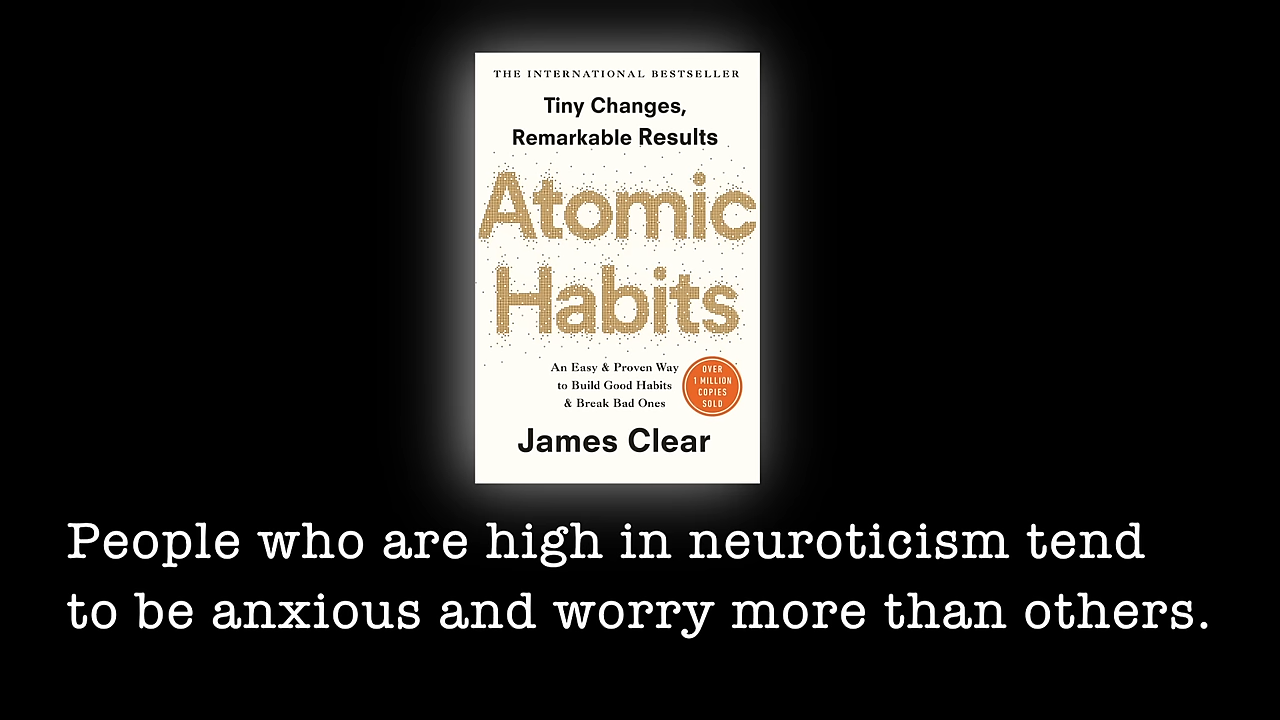 THE INTERNATIONAL BESTSELLER
Tiny Changes,
Remarkable Results
Atomic
Habits
An Easy & Proven Way
to Build Good Habits
& Break Bad Ones
OVER
1 MILLION
COPIES
SOLD
James Clear
People who are high in neuroticism tend
to be anxious and worry more than others.